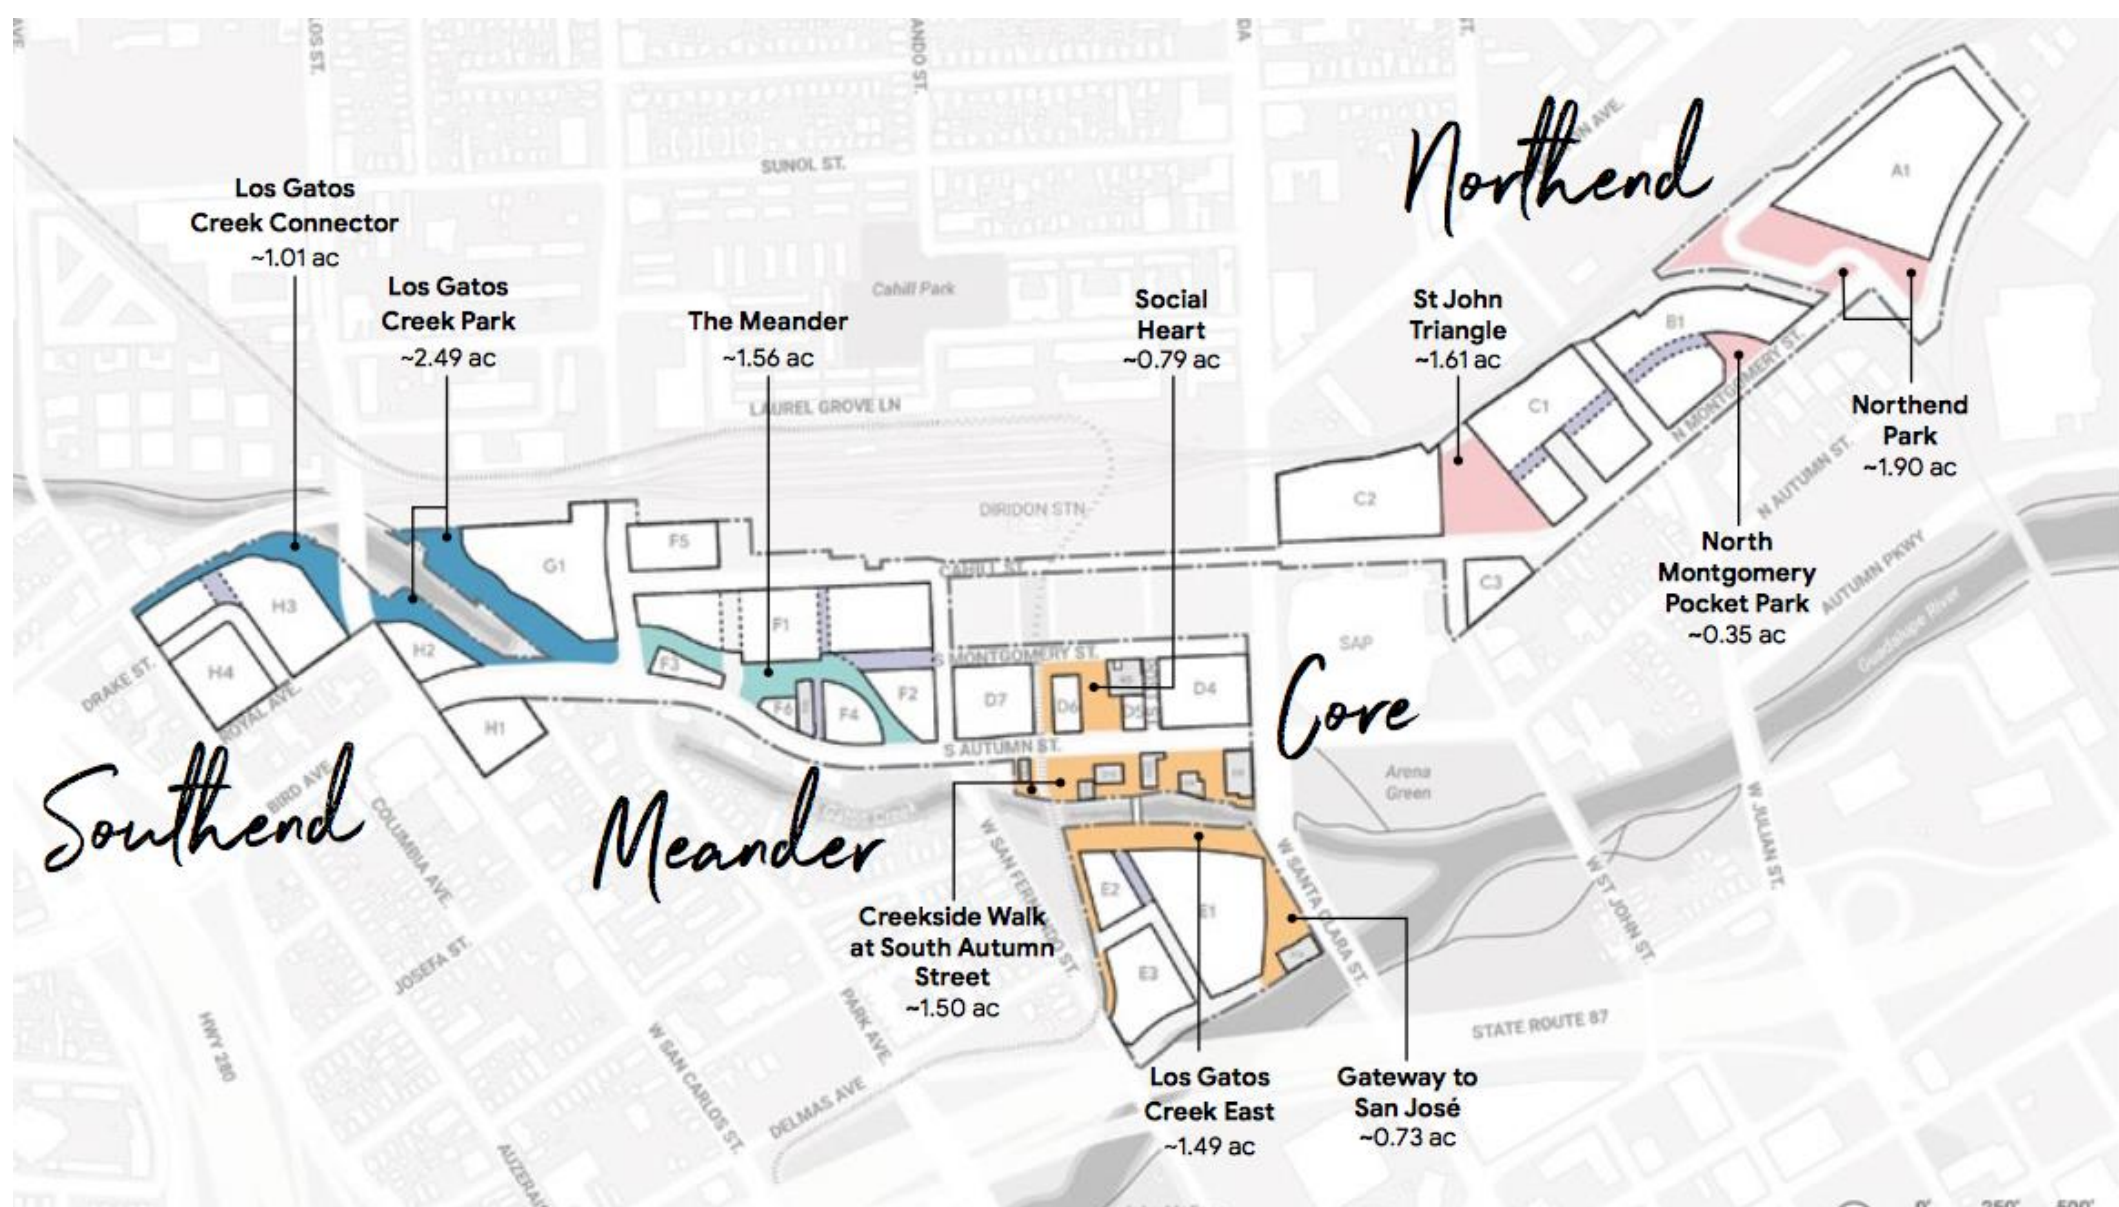 SUNOL ST.
Northend
A1
Los Gatos
Creek Connector
~1.01 ac
Los Gatos
Creek Park
~2.49 ac
The Meander
~1.56 ac
Cahill Park
Social
Heart
~0.79 ac
St John
Triangle
~1.61 ac
B1
N MONTGOMERY ST.
C1
Northend
Park
~1.90 ac
LAUREL GROVE LN
N AUTUMN ST.
C2
DIRIDON STN
North
Montgomery
Pocket Park
~0.35 ac
AUTUMN PKWY
Guadalupe River
G1
F5
CAHILL ST.
C3
H3
H2
H4
H1
F1
F3
F6
F4
F2
S MONTGOMERY ST.
SAP
D7
D6
D5
D4
DRAKE ST.
ROYAL AVE.
S AUTUMN ST.
Core
Southend
BIRD AVE
COLUMBIA AVE.
Meander
Arena
Green
W JULIAN ST.
W SAN FERNANDO ST.
W SANTA CLARA ST.
W ST JOHN ST.
E2
E1
E3
Creekside Walk
at South Autumn
Street
~1.50 ac
JOSEFA ST.
PARK AVE.
HWY 280
W SAN CARLOS ST.
STATE ROUTE 87
Los Gatos
Creek East
~1.49 ac
Gateway to
San José
~0.73 ac
DELMAS AVE
0' 250' 500'